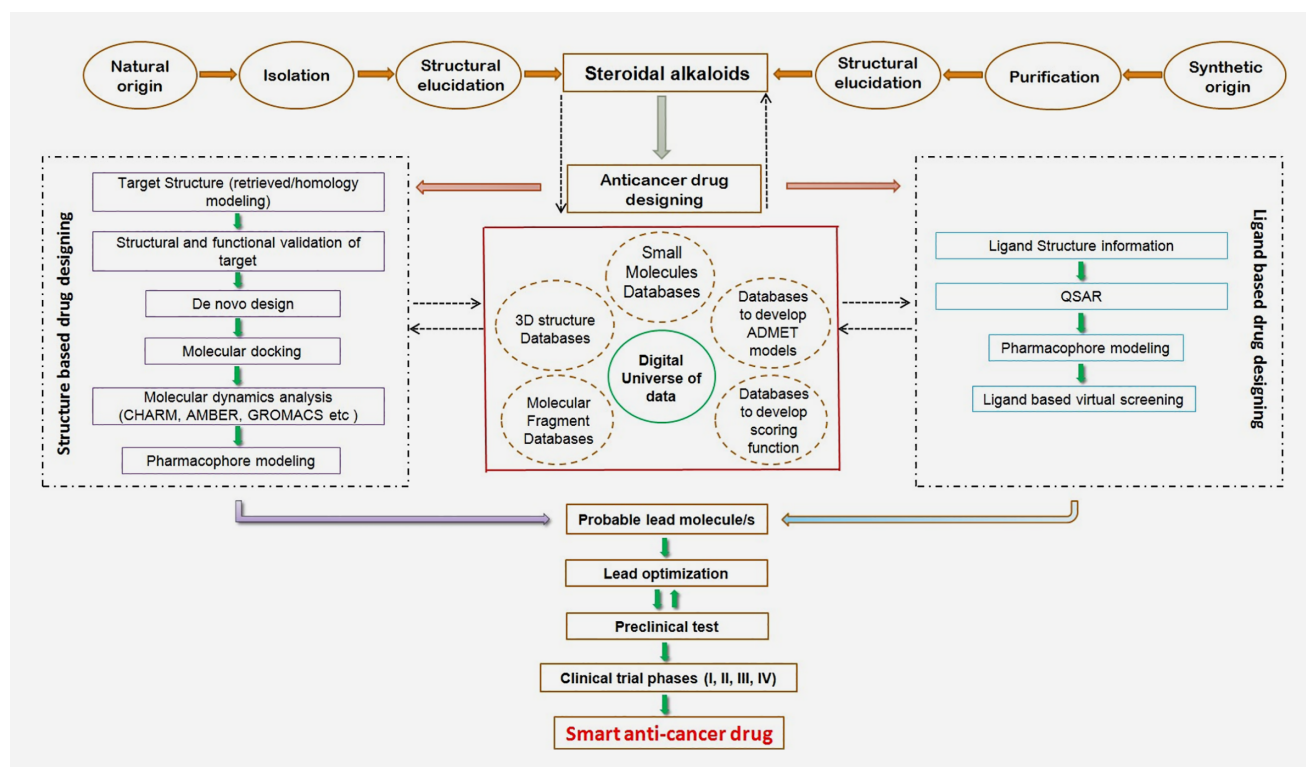 Natural
origin
Isolation
Structural
elucidation
Steroidal alkaloids
Structural
elucidation
Purification
Synthetic
origin
Anticancer drug
designing
Structure based drug designing
Target Structure (retrieved/homology
modeling)
Structural and functional validation of
target
De novo design
Molecular docking
Molecular dynamics analysis
(CHARM, AMBER, GROMACS etc )
Pharmacophore modeling
Small
Molecules
Databases
3D structure
Databases
Databases
to develop
ADMET
models
Digital
Universe of
data
Molecular
Fragment
Databases
Databases
to develop
scoring
function
Ligand Structure information
QSAR
Pharmacophore modeling
Ligand based virtual screening
Ligand based drug designing
Probable lead molecule/s
Lead optimization
Preclinical test
Clinical trial phases (I, II, III, IV)
Smart anti-cancer drug